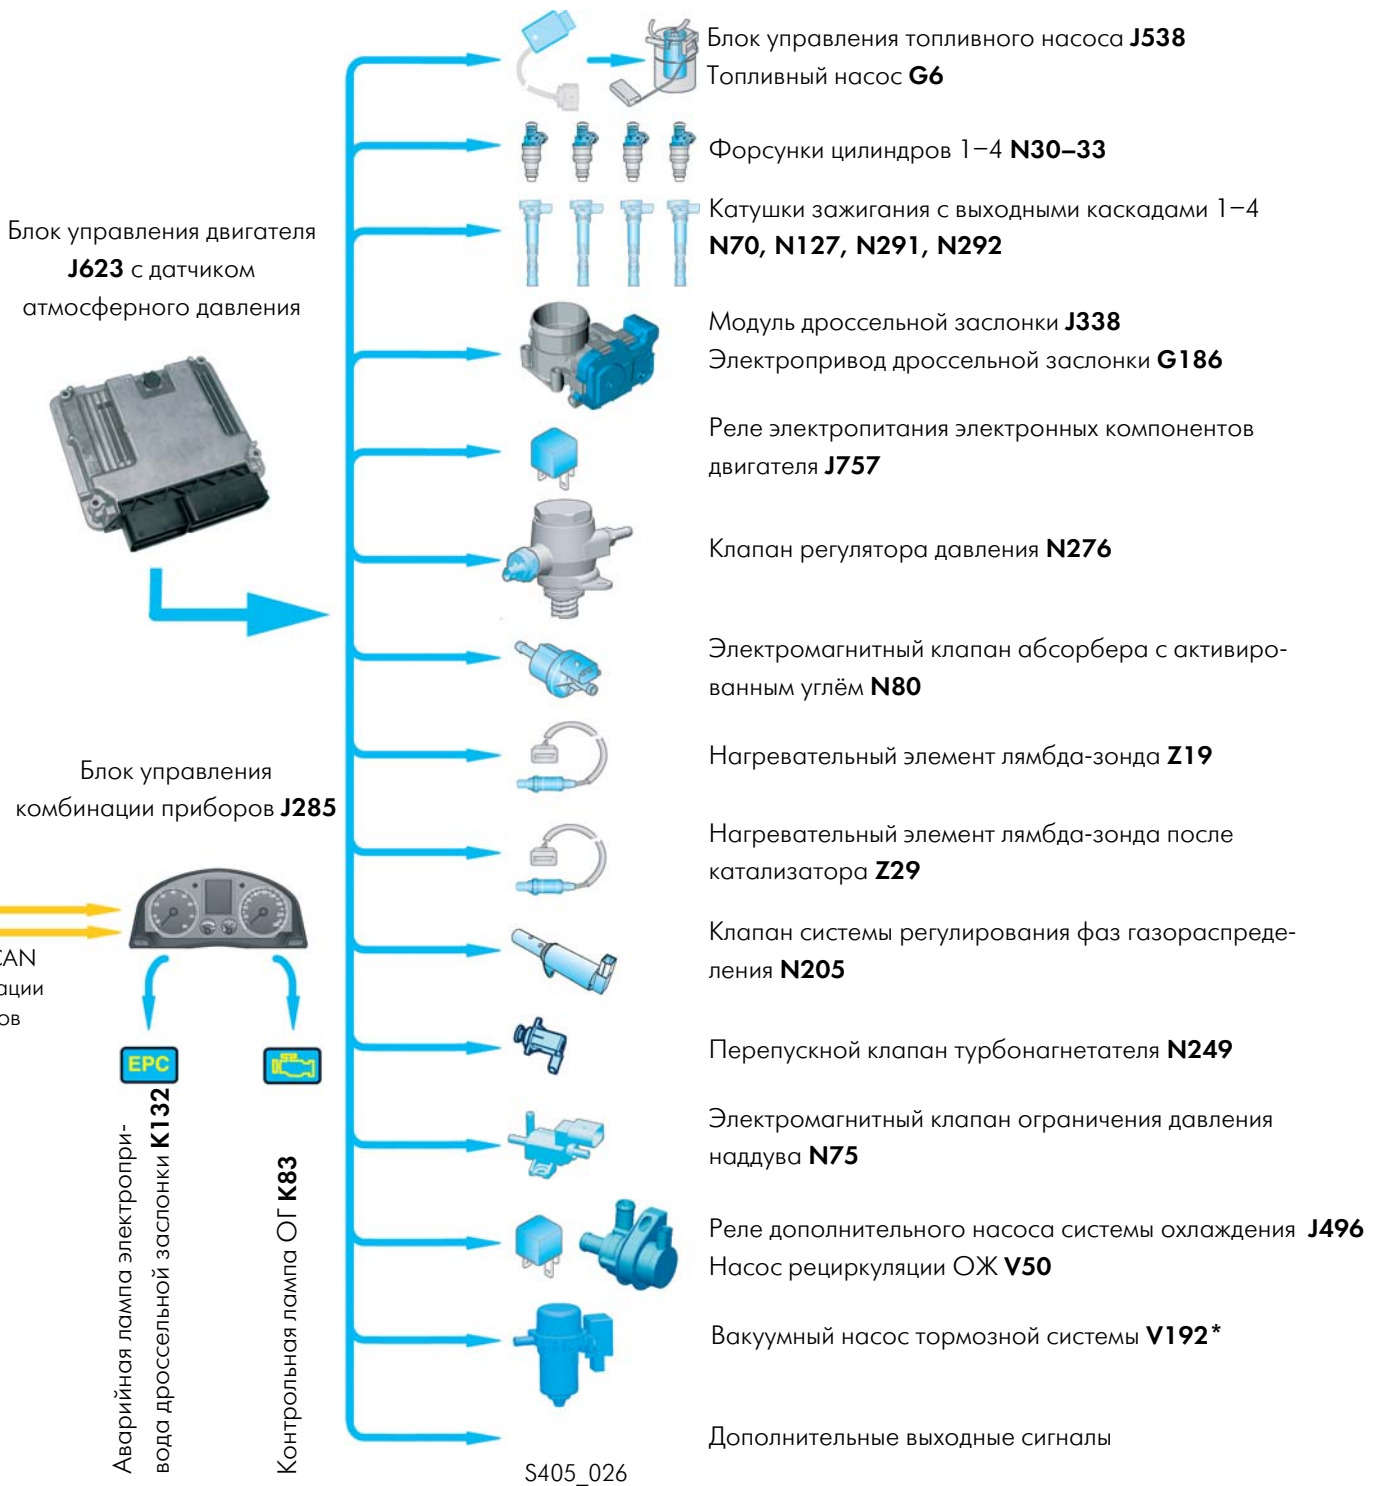 Блок управления топливного насоса J538
Топливный насос G6
Форсунки цилиндров 1–4 N30–33
Катушки зажигания с выходными каскадами 1–4
N70, N127, N291, N292
Блок управления двигателя
J623 с датчиком
атмосферного давления
Модуль дроссельной заслонки J338
Электропривод дроссельной заслонки G186
Реле электропитания электронных компонентов
двигателя J757
Клапан регулятора давления N276
Электромагнитный клапан абсорбера с активиро-
ванным углём N80
Нагревательный элемент лямбда-зонда Z19
Блок управления
комбинации приборов J285
Нагревательный элемент лямбда-зонда после
катализатора Z29
Клапан системы регулирования фаз газораспреде-
ления N205
CAN
ации
ов
Перепускной клапан турбонагнетателя N249
EPC
Аварийная лампа электропри-
вода дроссельной заслонки K132
Контрольная лампа ОГ K83
Электромагнитный клапан ограничения давления
наддува N75
Реле дополнительного насоса системы охлаждения J496
Насос рециркуляции ОЖ V50
Вакуумный насос тормозной системы V192*
Дополнительные выходные сигналы
S405_026